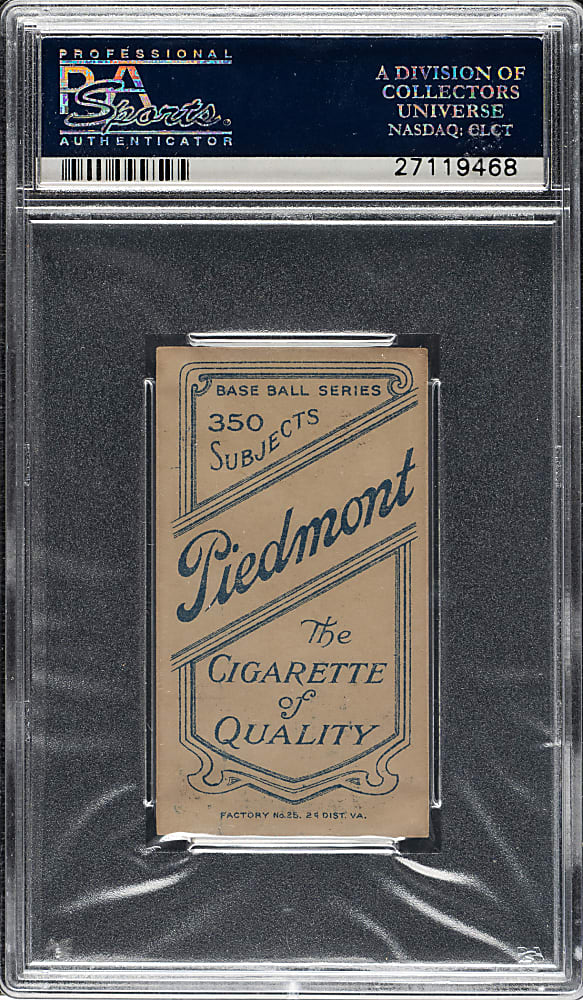 PROFESSIONAL
PSA
Sports.
AUTHENTICATOR
A DIVISION OF
COLLECTORS
UNIVERSE
NASDAQ: CLCT
27119468
BASE BALL SERIES
350
SUBJECTS
Piedmont
The
CIGARETTE
of
QUALITY
FACTORY No. 25. 2d DIST. VA.